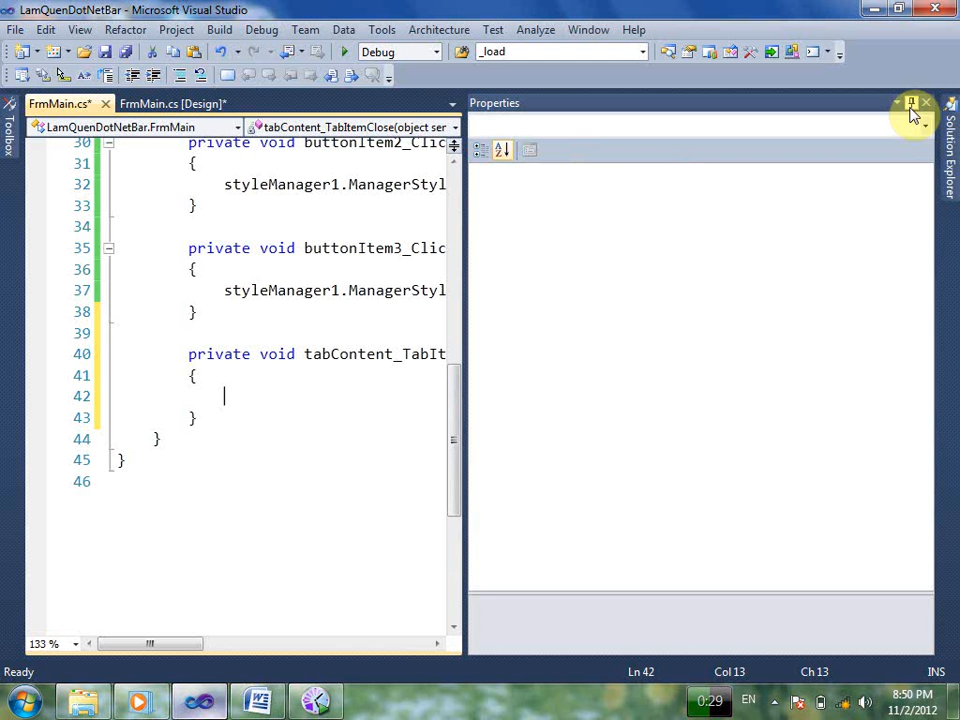 LamQuenDotNetBar - Microsoft Visual Studio
File Edit View Refactor Project Build Debug Team Data Tools Architecture Test Analyze Window Help
Debug _load
FrmMain.cs* FrmMain.cs [Design]* Properties
LamQuenDotNetBar.FrmMain tabContent_TabItemClose(object ser
Toolbox
Solution Explorer
30 private void buttonItem2_Clic
31 {
32 styleManager1.ManagerStyl
33 }
34
35 private void buttonItem3_Clic
36 {
37 styleManager1.ManagerStyl
38 }
39
40 private void tabContent_TabIt
41 {
42
43 }
44 }
45 }
46
133 %
Ready Ln 42 Col 13 Ch 13 INS
0:29 EN 8:50 PM
11/2/2012